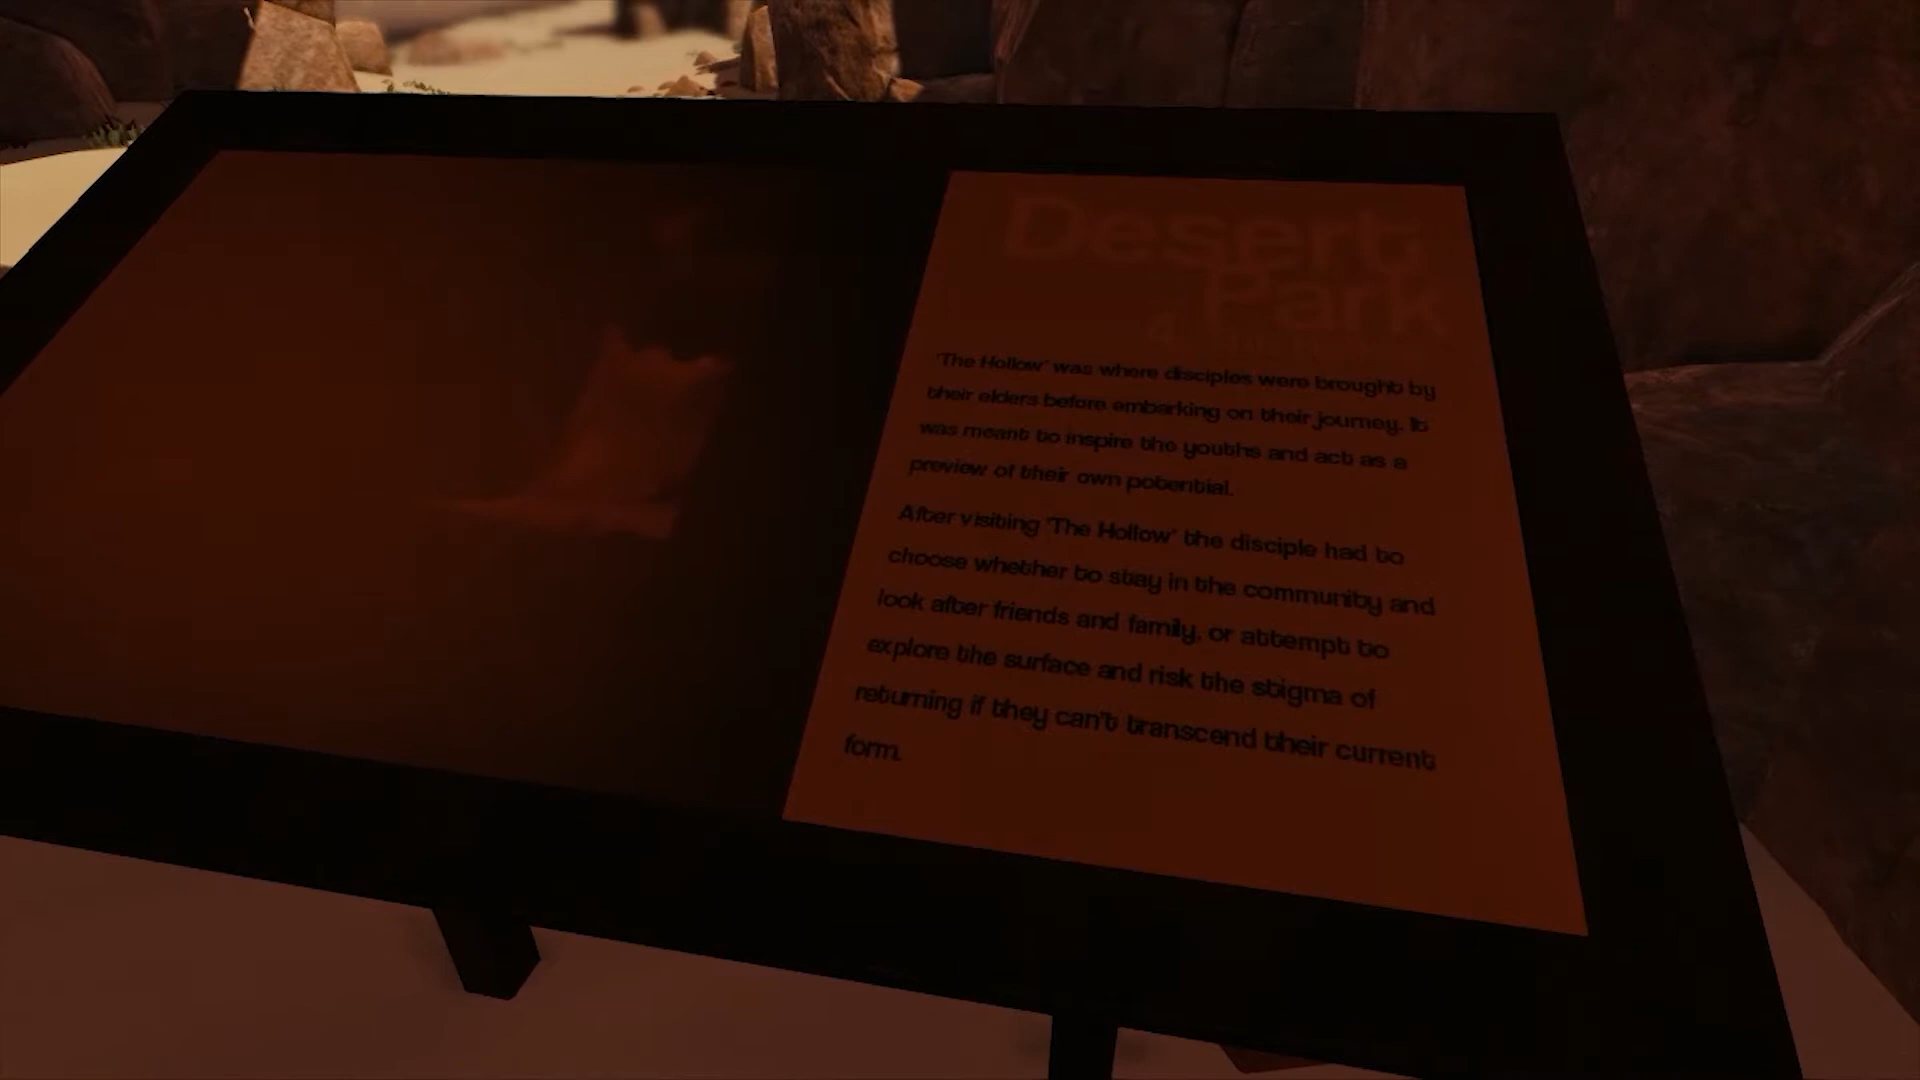 Desert
Park
'The Hollow' was where disciples were brought by
their elders before embarking on their journey. It
was meant to inspire the youths and act as a
preview of their own potential.
After visiting 'The Hollow' the disciple had to
choose whether to stay in the community and
look after friends and family, or attempt to
explore the surface and risk the stigma of
returning if they can't transcend their current
form.